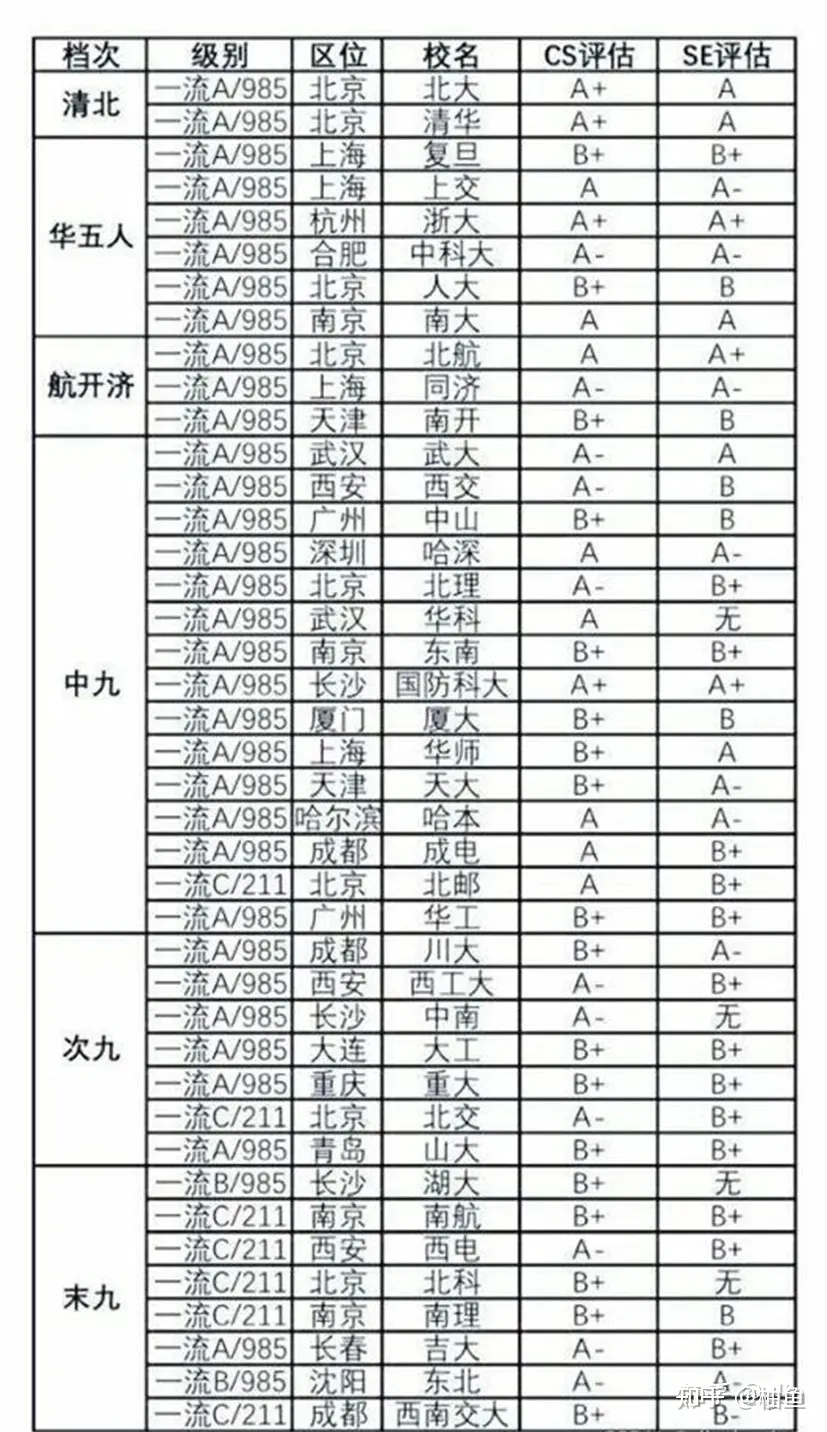 档次 级别 区位 校名 CS评估 SE评估
清北 一流A/985 北京 北大 A+ A
一流A/985 北京 清华 A+ A
华五人 一流A/985 上海 复旦 B+ B+
一流A/985 上海 上交 A A-
一流A/985 杭州 浙大 A+ A+
一流A/985 合肥 中科大 A- A-
一流A/985 北京 人大 B+ B
一流A/985 南京 南大 A A
航开济 一流A/985 北京 北航 A A+
一流A/985 上海 同济 A- A-
一流A/985 天津 南开 B+ B
中九 一流A/985 武汉 武大 A- A
一流A/985 西安 西交 A- B
一流A/985 广州 中山 B+ B
一流A/985 深圳 哈深 A A-
一流A/985 北京 北理 A- B+
一流A/985 武汉 华科 A 无
一流A/985 南京 东南 B+ B+
一流A/985 长沙 国防科大 A+ A+
一流A/985 厦门 厦大 B+ B
一流A/985 上海 华师 B+ A
一流A/985 天津 天大 B+ A-
一流A/985 哈尔滨 哈本 A A-
一流A/985 成都 成电 A B+
一流C/211 北京 北邮 A B+
一流A/985 广州 华工 B+ B+
次九 一流A/985 成都 川大 B+ A-
一流A/985 西安 西工大 A- B+
一流A/985 长沙 中南 A- 无
一流A/985 大连 大工 B+ B+
一流A/985 重庆 重大 B+ B+
一流C/211 北京 北交 A- B+
一流A/985 青岛 山大 B+ B+
末九 一流B/985 长沙 湖大 B+ 无
一流C/211 南京 南航 B+ B+
一流C/211 西安 西电 A- B+
一流C/211 北京 北科 B+ 无
一流C/211 南京 南理 B+ B
一流A/985 长春 吉大 A- B+
一流B/985 沈阳 东北 A- A-
一流C/211 成都 西南交大 B+ B-
知乎 @柚鱼